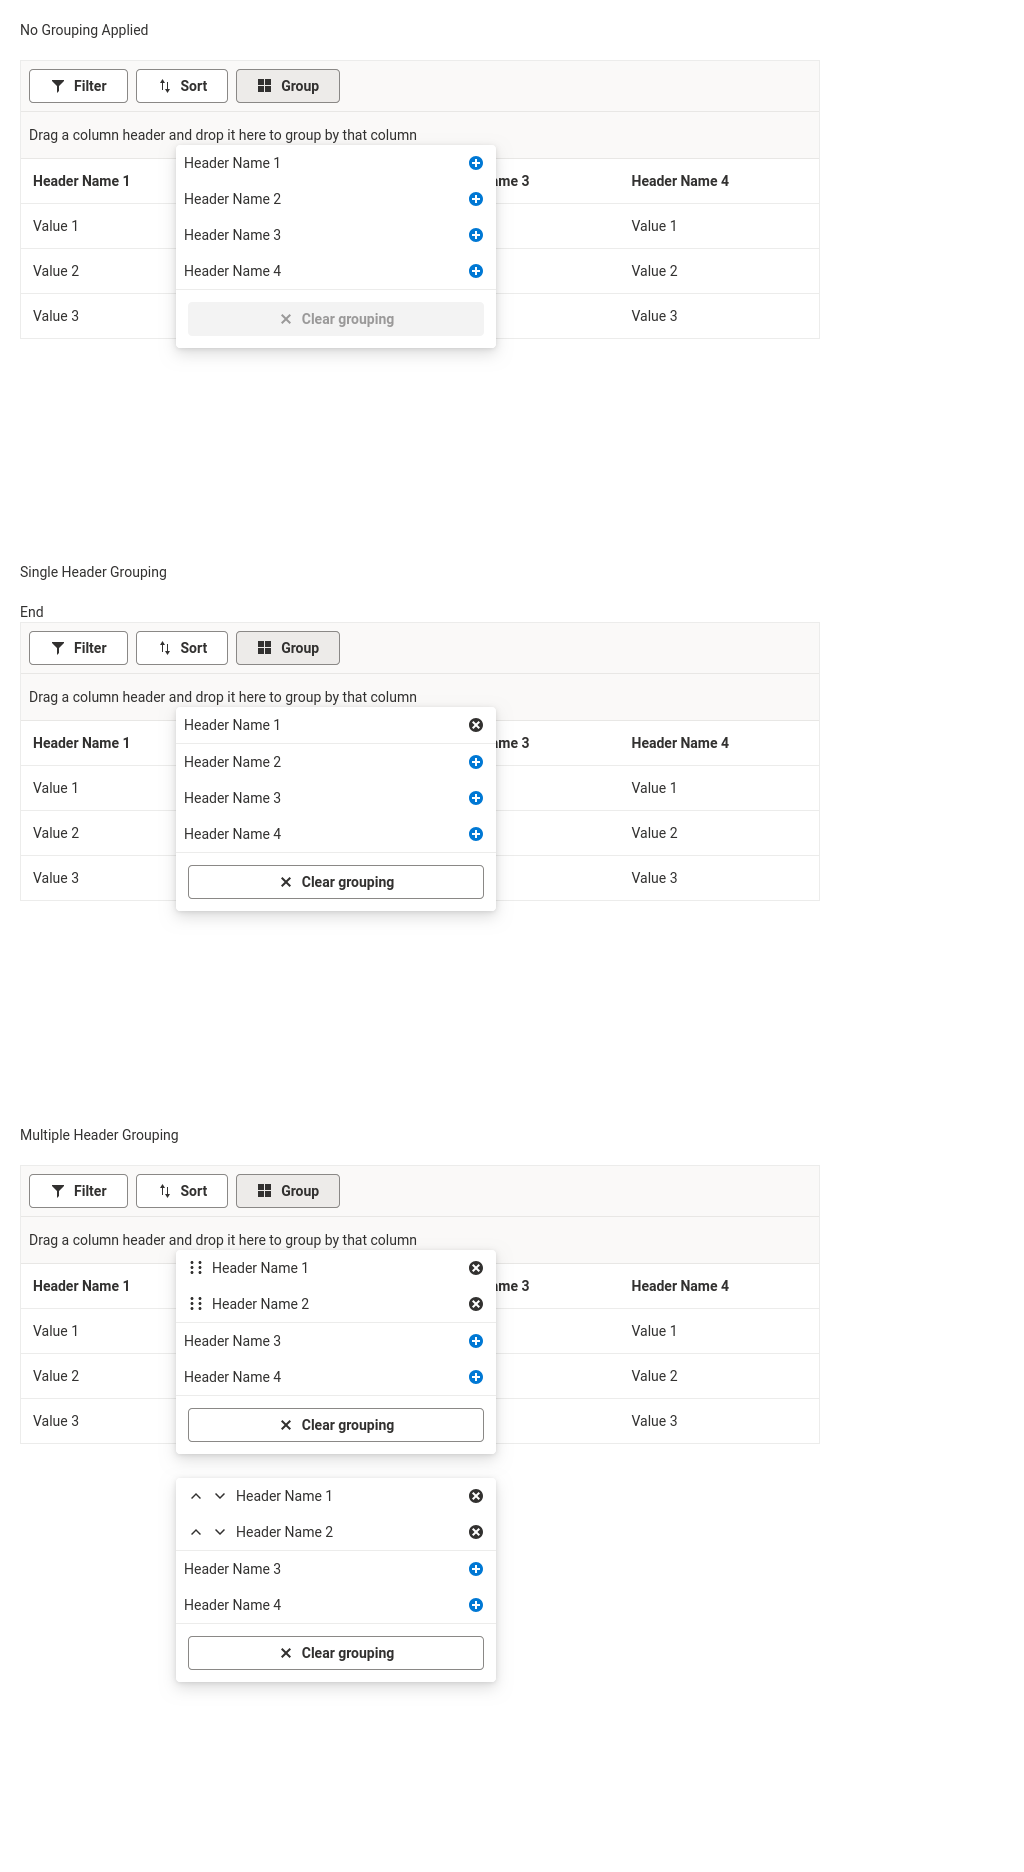 No Grouping Applied
Filter Sort Group
Drag a column header and drop it here to group by that column
Header Name 1
Header Name 1 me 3 Header Name 4
Header Name 2
Value 1 Value 1
Header Name 3
Value 2 Header Name 4 Value 2
Value 3 Clear grouping Value 3
Single Header Grouping
End
Filter Sort Group
Drag a column header and drop it here to group by that column
Header Name 1
Header Name 1 me 3 Header Name 4
Header Name 2
Value 1 Header Name 3 Value 1
Value 2 Header Name 4 Value 2
Value 3 Clear grouping Value 3
Multiple Header Grouping
Filter Sort Group
Drag a column header and drop it here to group by that column
Header Name 1
Header Name 1 me 3 Header Name 4
Header Name 2
Value 1 Header Name 3 Value 1
Value 2 Header Name 4 Value 2
Value 3 Clear grouping Value 3
Header Name 1
Header Name 2
Header Name 3
Header Name 4
Clear grouping